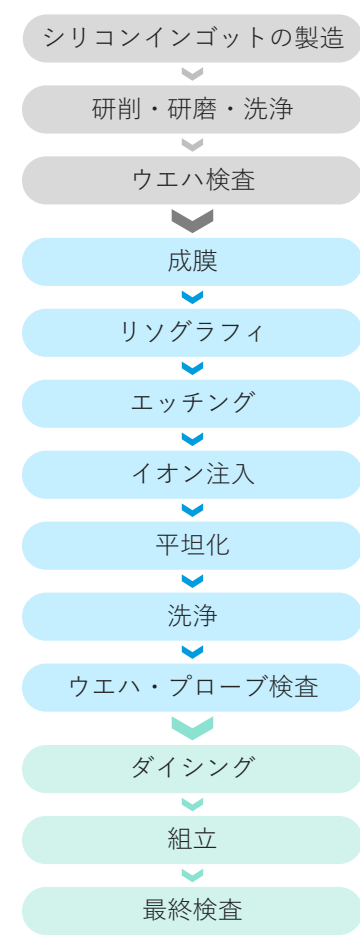 シリコンインゴットの製造
研削・研磨・洗浄
ウエハ検査
成膜
リソグラフィ
エッチング
イオン注入
平坦化
洗浄
ウエハ・プローブ検査
ダイシング
組立
最終検査